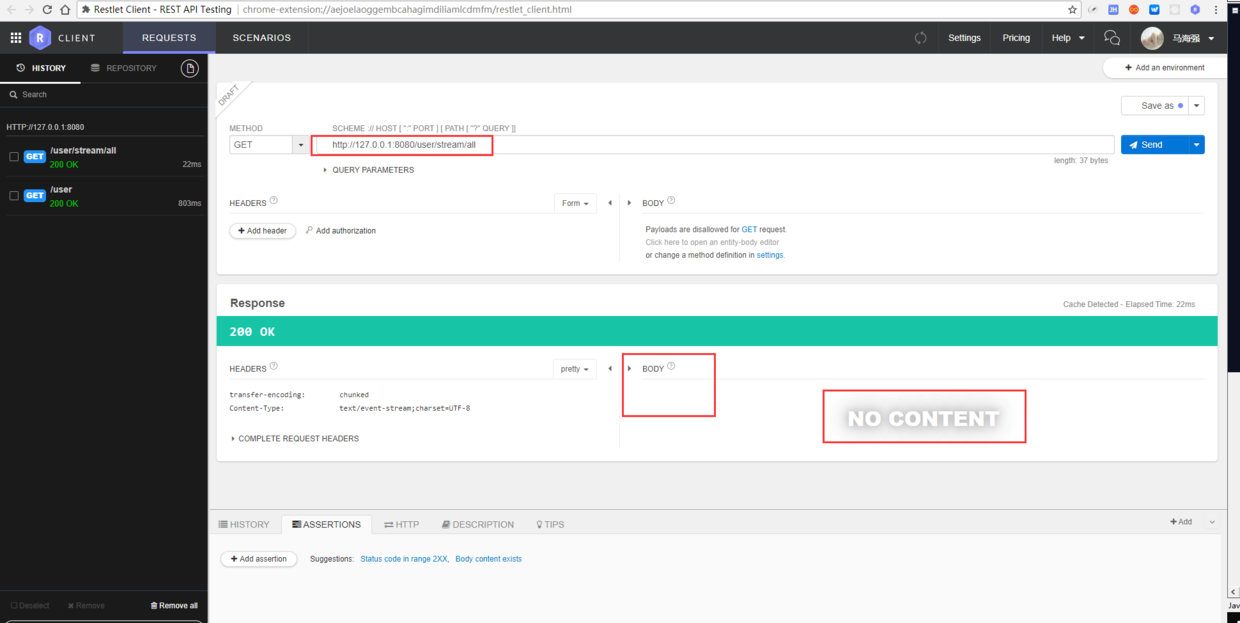 Restlet Client - REST API Testing
chrome-extension://aejoelaoggembcahagimdiliamlcdmfm/restlet_client.html
R CLIENT
REQUESTS
SCENARIOS
Settings
Pricing
Help
马海强
HISTORY
REPOSITORY
Add an environment
Search
DRAFT
Save as
HTTP://127.0.0.1:8080
METHOD
SCHEME :// HOST [ ":" PORT ] [ PATH [ "?" QUERY ]]
GET
http://127.0.0.1:8080/user/stream/all
Send
length: 37 bytes
GET /user/stream/all
200 OK
22ms
QUERY PARAMETERS
GET /user
200 OK
803ms
HEADERS
Form
BODY
Add header
Add authorization
Payloads are disallowed for GET request.
Click here to open an entity-body editor
or change a method definition in settings.
Response
Cache Detected - Elapsed Time: 22ms
200 OK
HEADERS
pretty
BODY
transfer-encoding: chunked
Content-Type: text/event-stream;charset=UTF-8
NO CONTENT
COMPLETE REQUEST HEADERS
HISTORY
ASSERTIONS
HTTP
DESCRIPTION
TIPS
Add
Add assertion
Suggestions: Status code in range 2XX, Body content exists
Deselect
Remove
Remove all
Jav